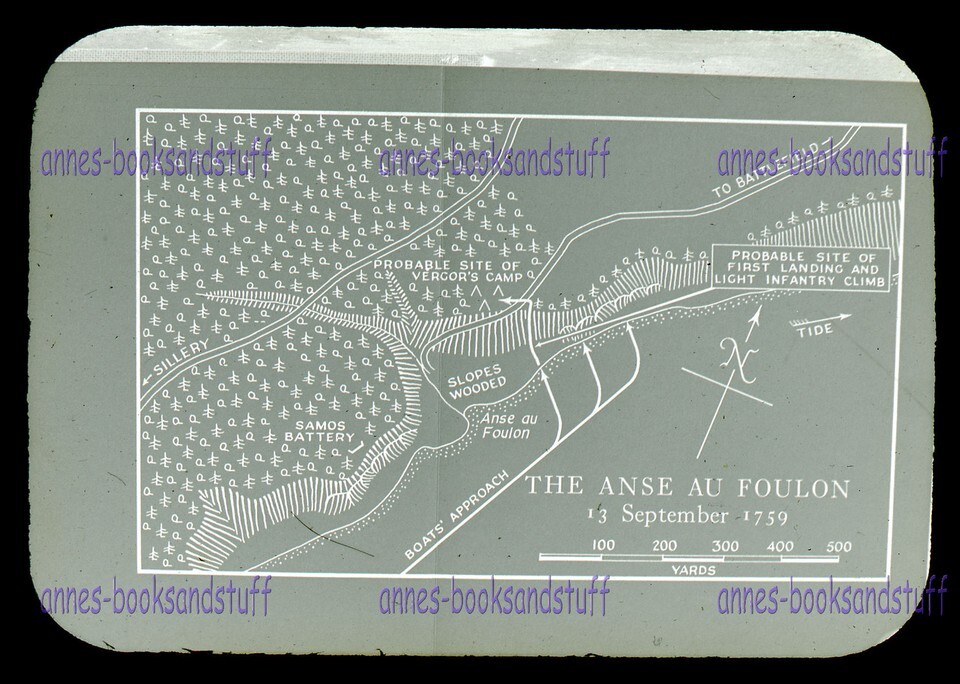 annes-booksandstuff annes-booksandstuff annes-booksandstuff
TO BATTLEFIELD
PROBABLE SITE OF
VERGOR'S CAMP
PROBABLE SITE OF
FIRST LANDING AND
LIGHT INFANTRY CLIMB
TIDE
N
SILLERY
SLOPES
WOODED
Anse au
Foulon
SAMOS
BATTERY
BOATS' APPROACH
THE ANSE AU FOULON
13 September 1759
100 200 300 400 500
YARDS
annes-booksandstuff annes-booksandstuff annes-booksandstuff